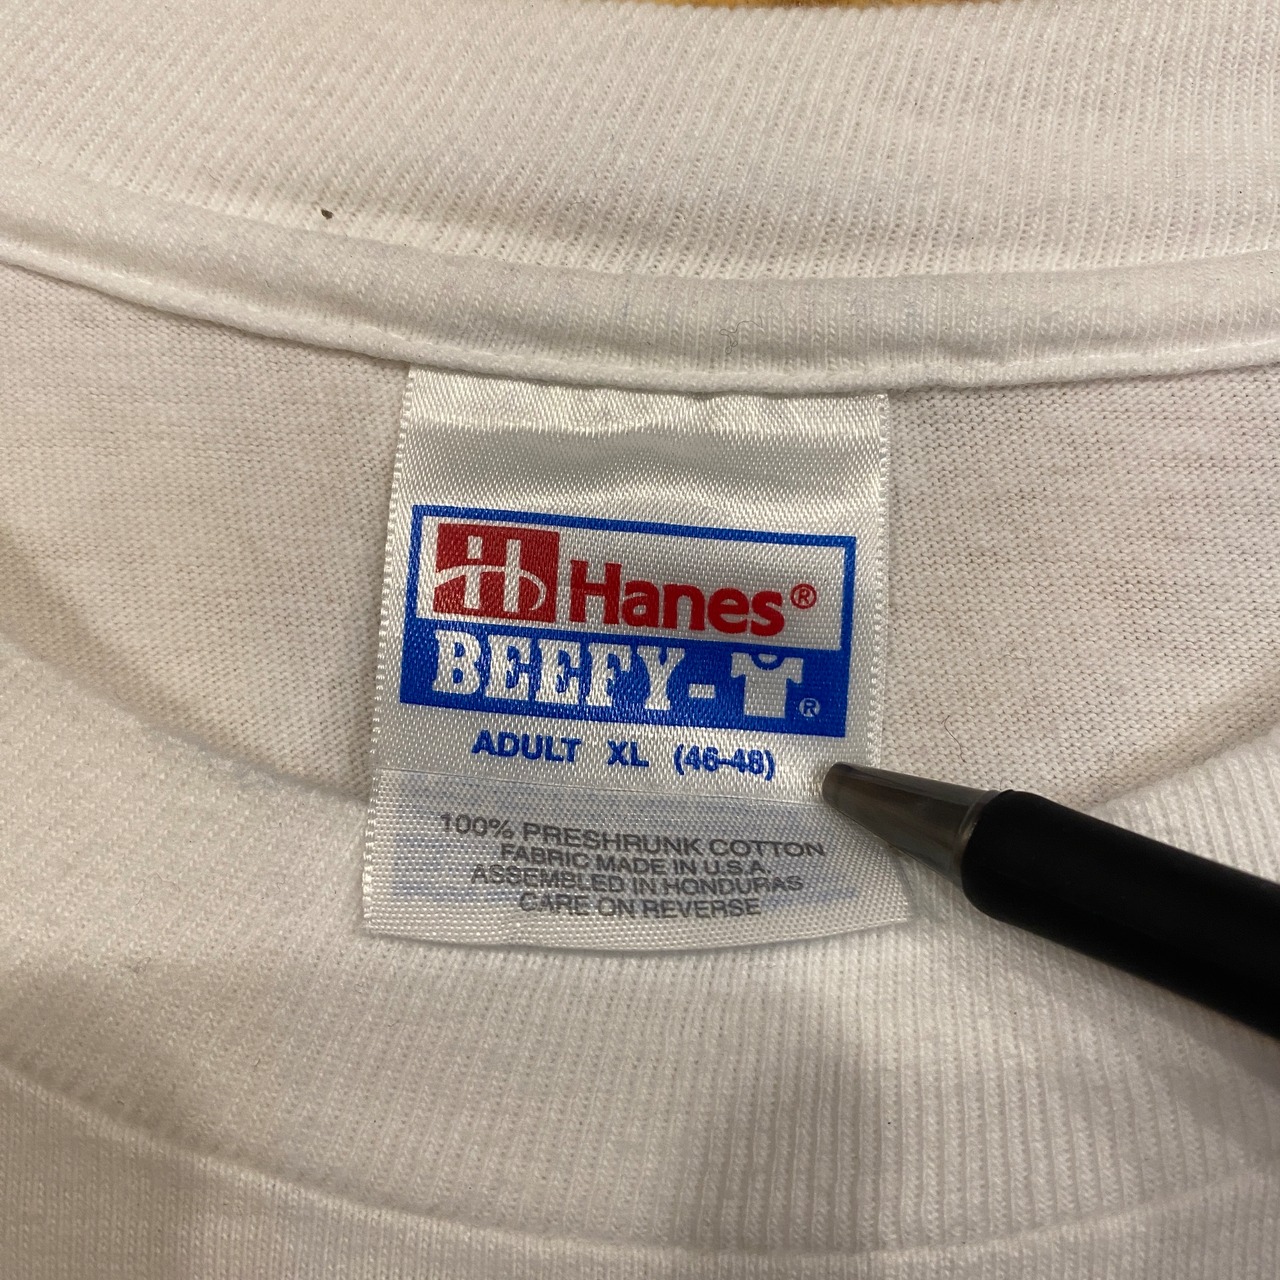 Hanes®
BEEFY-T®
ADULT XL (46-48)
100% PRESHRUNK COTTON
FABRIC MADE IN U.S.A.
ASSEMBLED IN HONDURAS
CARE ON REVERSE